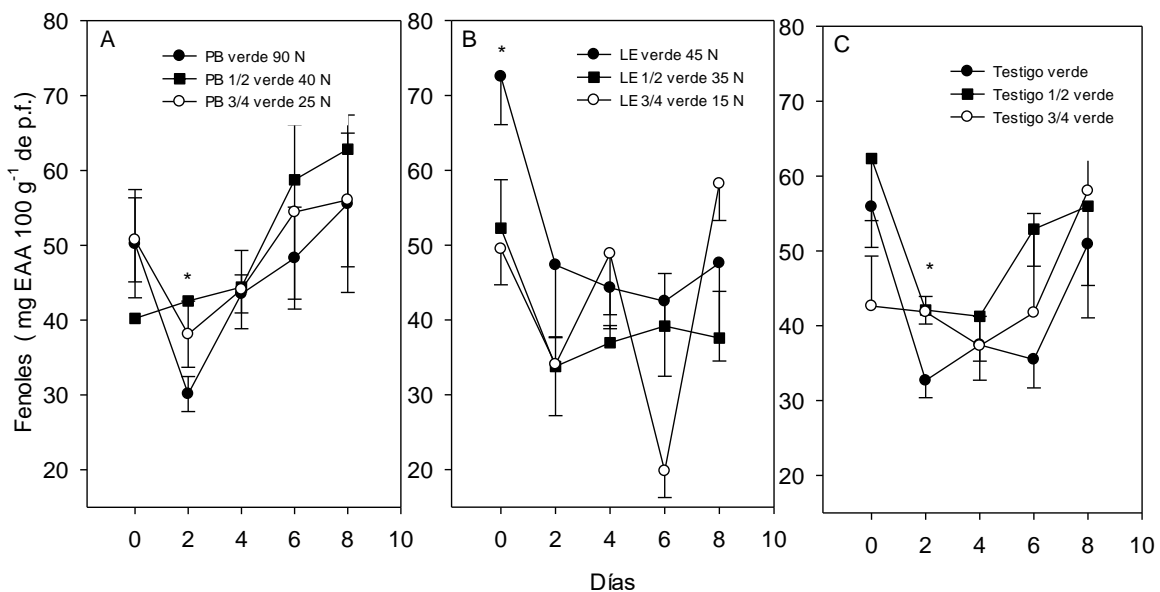 Fenoles ( mg EAA 100 g-1 de p.f.)
80
70
60
50
40
30
20
A
PB verde 90 N
PB 1/2 verde 40 N
PB 3/4 verde 25 N
*
0 2 4 6 8 10
80
70
60
50
40
30
20
B
*
LE verde 45 N
LE 1/2 verde 35 N
LE 3/4 verde 15 N
0 2 4 6 8 10
80
70
60
50
40
30
20
C
Testigo verde
Testigo 1/2 verde
Testigo 3/4 verde
*
0 2 4 6 8 10
Días